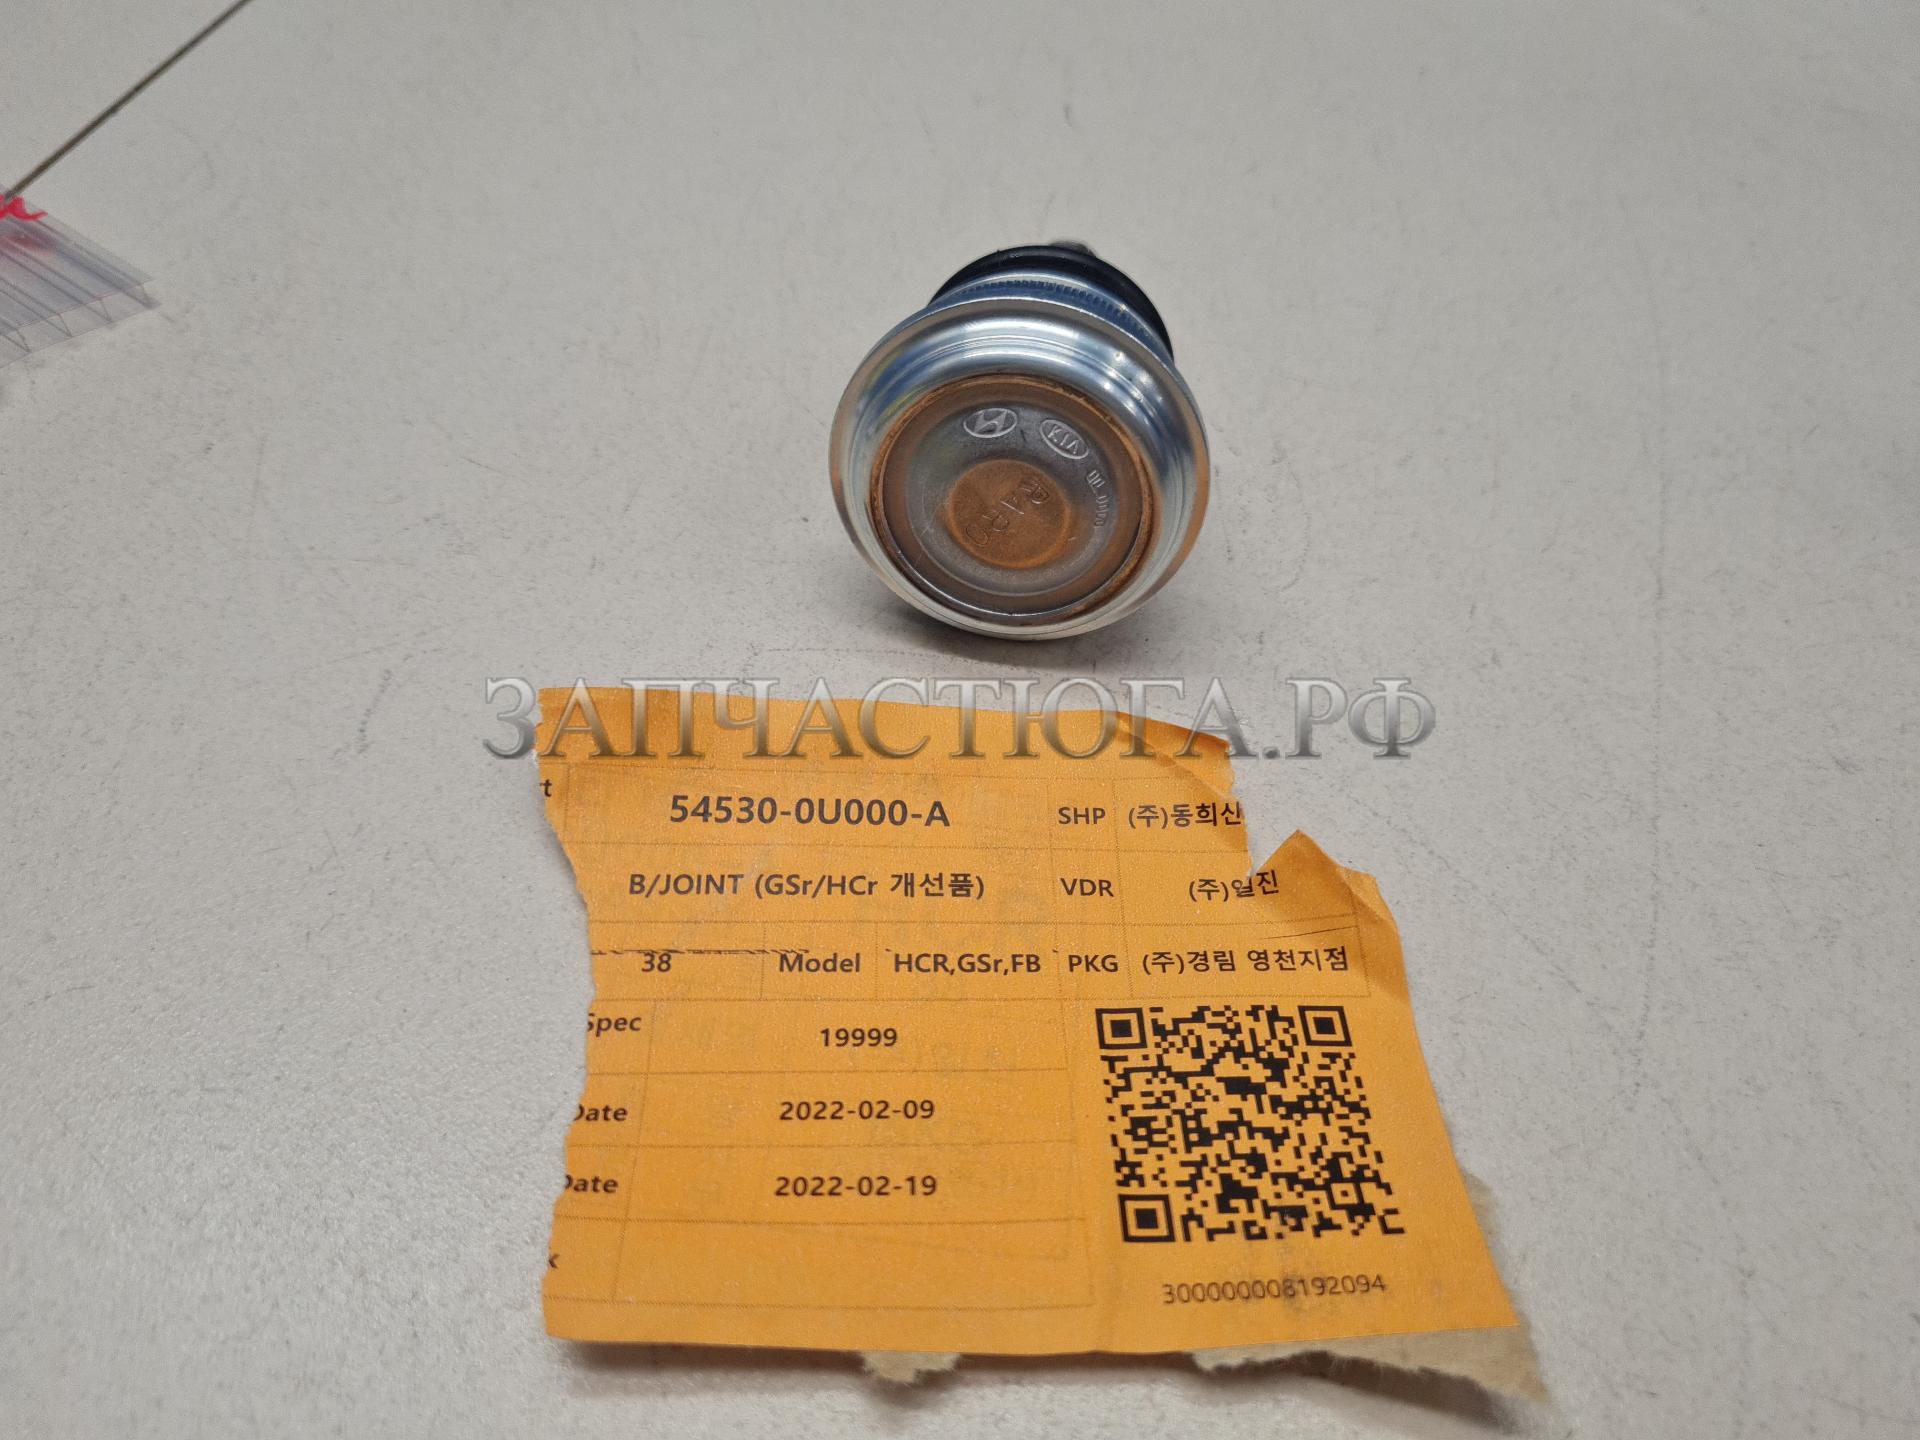 KIA
ЗАПЧАСТЮГА.РФ
54530-0U000-A SHP (주)동희산
B/JOINT (GSr/HCr 개선품) VDR (주)일진
38 Model HCR,GSr,FB PKG (주)경림 영천지점
Spec 19999
Date 2022-02-09
Date 2022-02-19
300000008192094